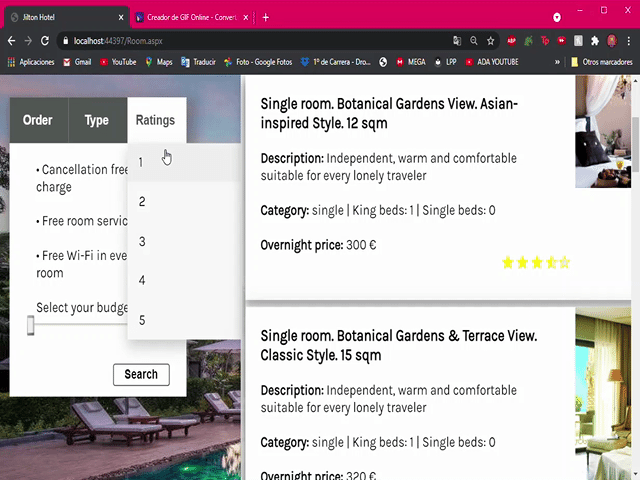 Jilton Hotel
Creador de GIF Online - Convert
localhost:44397/Room.aspx
ABP
Aplicaciones
Gmail
YouTube
Maps
Traducir
Foto - Google Fotos
1º de Carrera - Dro...
MEGA
LPP
ADA YOUTUBE
»
Otros marcadores
Order
Type
Ratings
• Cancellation free
charge
• Free room servic
• Free Wi-Fi in eve
room
Select your budge
Search
1
2
3
4
5
Single room. Botanical Gardens View. Asian-
inspired Style. 12 sqm
Description: Independent, warm and comfortable
suitable for every lonely traveler
Category: single | King beds: 1 | Single beds: 0
Overnight price: 300 €
Single room. Botanical Gardens & Terrace View.
Classic Style. 15 sqm
Description: Independent, warm and comfortable
suitable for every lonely traveler
Category: single | King beds: 1 | Single beds: 0
Overnight price: 320 €